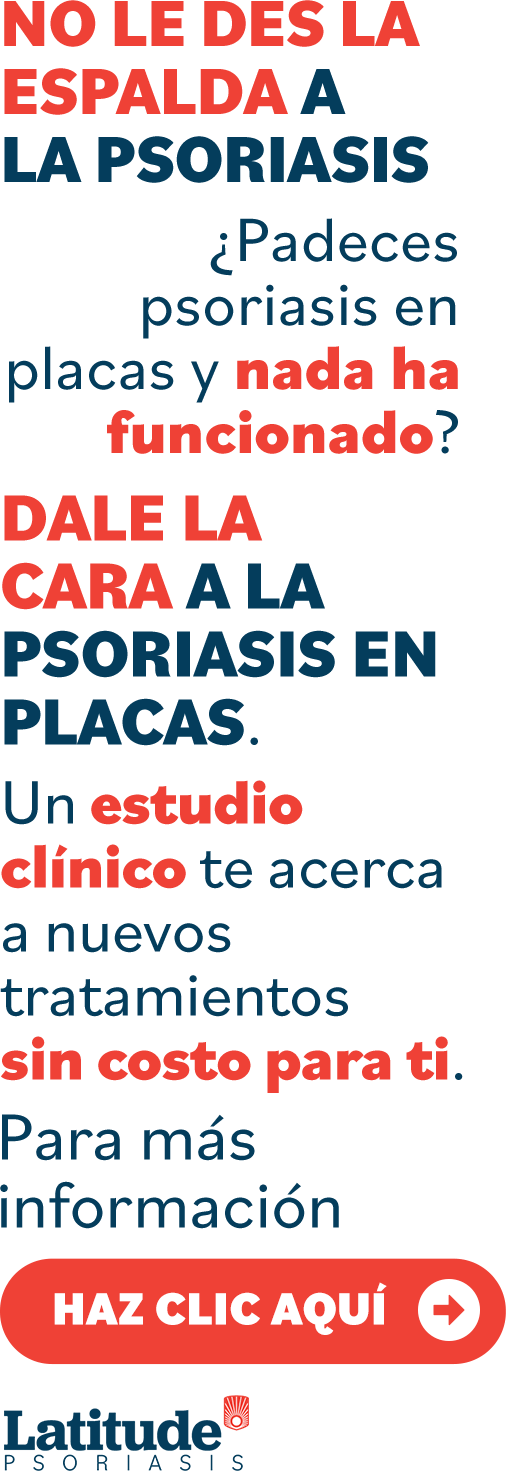 NO LE DES LA
ESPALDA A
LA PSORIASIS
¿Padeces
psoriasis en
placas y nada ha
funcionado?
DALE LA
CARA A LA
PSORIASIS EN
PLACAS.
Un estudio
clínico te acerca
a nuevos
tratamientos
sin costo para ti.
Para más
información
HAZ CLIC AQUÍ
Latitude
PSORIASIS